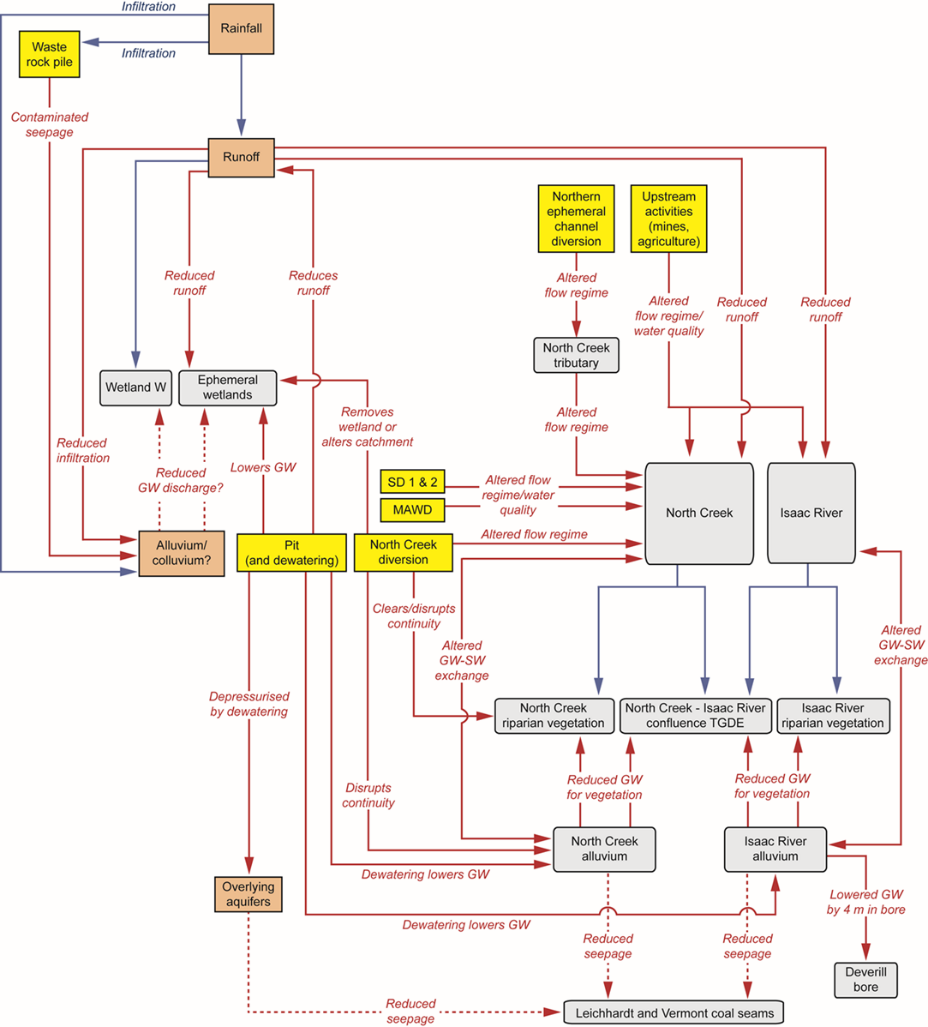 Infiltration
Rainfall
Infiltration
Waste
rock pile
Contaminated
seepage
Runoff
Northern
ephemeral
channel
diversion
Upstream
activities
(mines,
agriculture)
Reduced
runoff
Reduces
runoff
Altered
flow regime
Altered
flow regime/
water quality
Reduced
runoff
Reduced
runoff
North Creek
tributary
Wetland W
Ephemeral
wetlands
Removes
wetland or
alters catchment
Altered
flow regime
Reduced
infiltration
Reduced
GW discharge?
Lowers GW
SD 1 & 2
MAWD
Altered flow
regime/water
quality
North Creek
Isaac River
Alluvium/
colluvium?
Pit
(and dewatering)
North Creek
diversion
Altered flow regime
Clears/disrupts
continuity
Altered
GW-SW
exchange
Altered
GW-SW
exchange
Depressurised
by dewatering
North Creek
riparian vegetation
North Creek - Isaac River
confluence TGDE
Isaac River
riparian vegetation
Disrupts
continuity
Reduced GW
for vegetation
Reduced GW
for vegetation
North Creek
alluvium
Isaac River
alluvium
Dewatering lowers GW
Overlying
aquifers
Lowered GW
by 4 m in bore
Dewatering lowers GW
Reduced
seepage
Reduced
seepage
Deverill
bore
Reduced
seepage
Leichhardt and Vermont coal seams